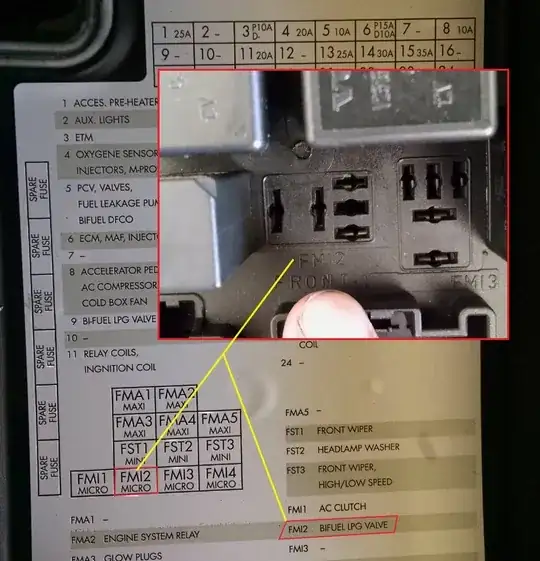 1 25A 2 - 3 P10A D- 4 20A 5 10A 6 P15A D10A 7 - 8 10A
9 - 10 - 11 20A 12 - 13 25A 14 30A 15 35A 16 -
1 ACCES. PRE-HEATER
2 AUX. LIGHTS
3 ETM
4 OXYGENE SENSOR
INJECTORS, M-PRO
5 PCV, VALVES,
FUEL LEAKAGE PUM
BIFUEL DFCO
6 ECM, MAF, INJECTO
7 -
8 ACCELERATOR PED
AC COMPRESSOR
COLD BOX FAN
9 BI-FUEL LPG VALVE
10 -
11 RELAY COILS,
INGNITION COIL
SPARE FUSE
SPARE FUSE
SPARE FUSE
SPARE FUSE
SPARE FUSE
SPARE FUSE
FMI2
FRONT
FMI3
COIL
24 -
FMA1 MAXI FMA2 MAXI
FMA3 MAXI FMA4 MAXI FMA5 MAXI
FST1 MINI FST2 MINI FST3 MINI
FMI1 MICRO FMI2 MICRO FMI3 MICRO FMI4 MICRO
FMA1 -
FMA2 ENGINE SYSTEM RELAY
FMA3 GLOW PLUGS
FMA5 -
FST1 FRONT WIPER
FST2 HEADLAMP WASHER
FST3 FRONT WIPER,
HIGH/LOW SPEED
FMI1 AC CLUTCH
FMI2 BIFUEL LPG VALVE
FMI3 -